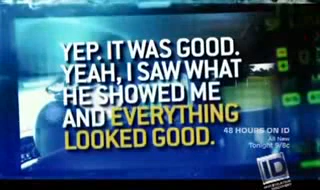 YEP. IT WAS GOOD.
YEAH, I SAW WHAT
HE SHOWED ME
AND EVERYTHING
LOOKED GOOD.
48 HOURS ON ID
All New
Tonight 9/8c
ID